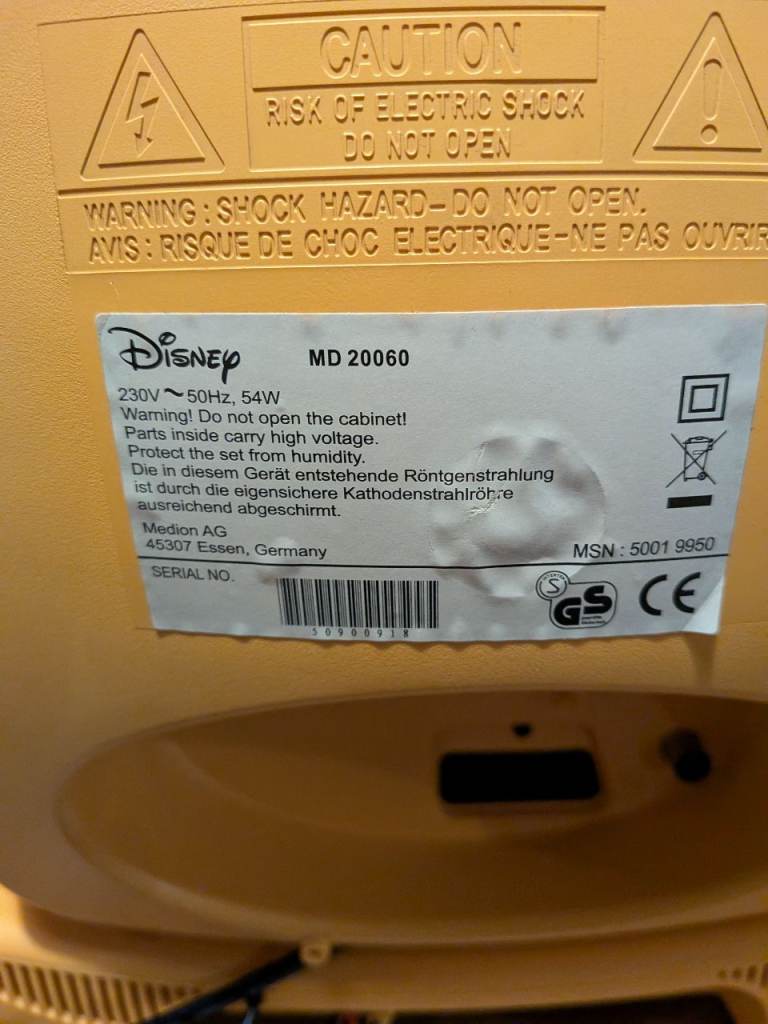 CAUTION
RISK OF ELECTRIC SHOCK
DO NOT OPEN
WARNING : SHOCK HAZARD-DO NOT OPEN.
AVIS : RISQUE DE CHOC ELECTRIQUE-NE PAS OUVRIR
Disney MD 20060
230V ~ 50Hz, 54W
Warning! Do not open the cabinet!
Parts inside carry high voltage.
Protect the set from humidity.
Die in diesem Gerät entstehende Röntgenstrahlung
ist durch die eigensichere Kathodenstrahlröhre
ausreichend abgeschirmt.
Medion AG
45307 Essen, Germany
MSN : 5001 9950
SERIAL NO.
50900918
S GS CE